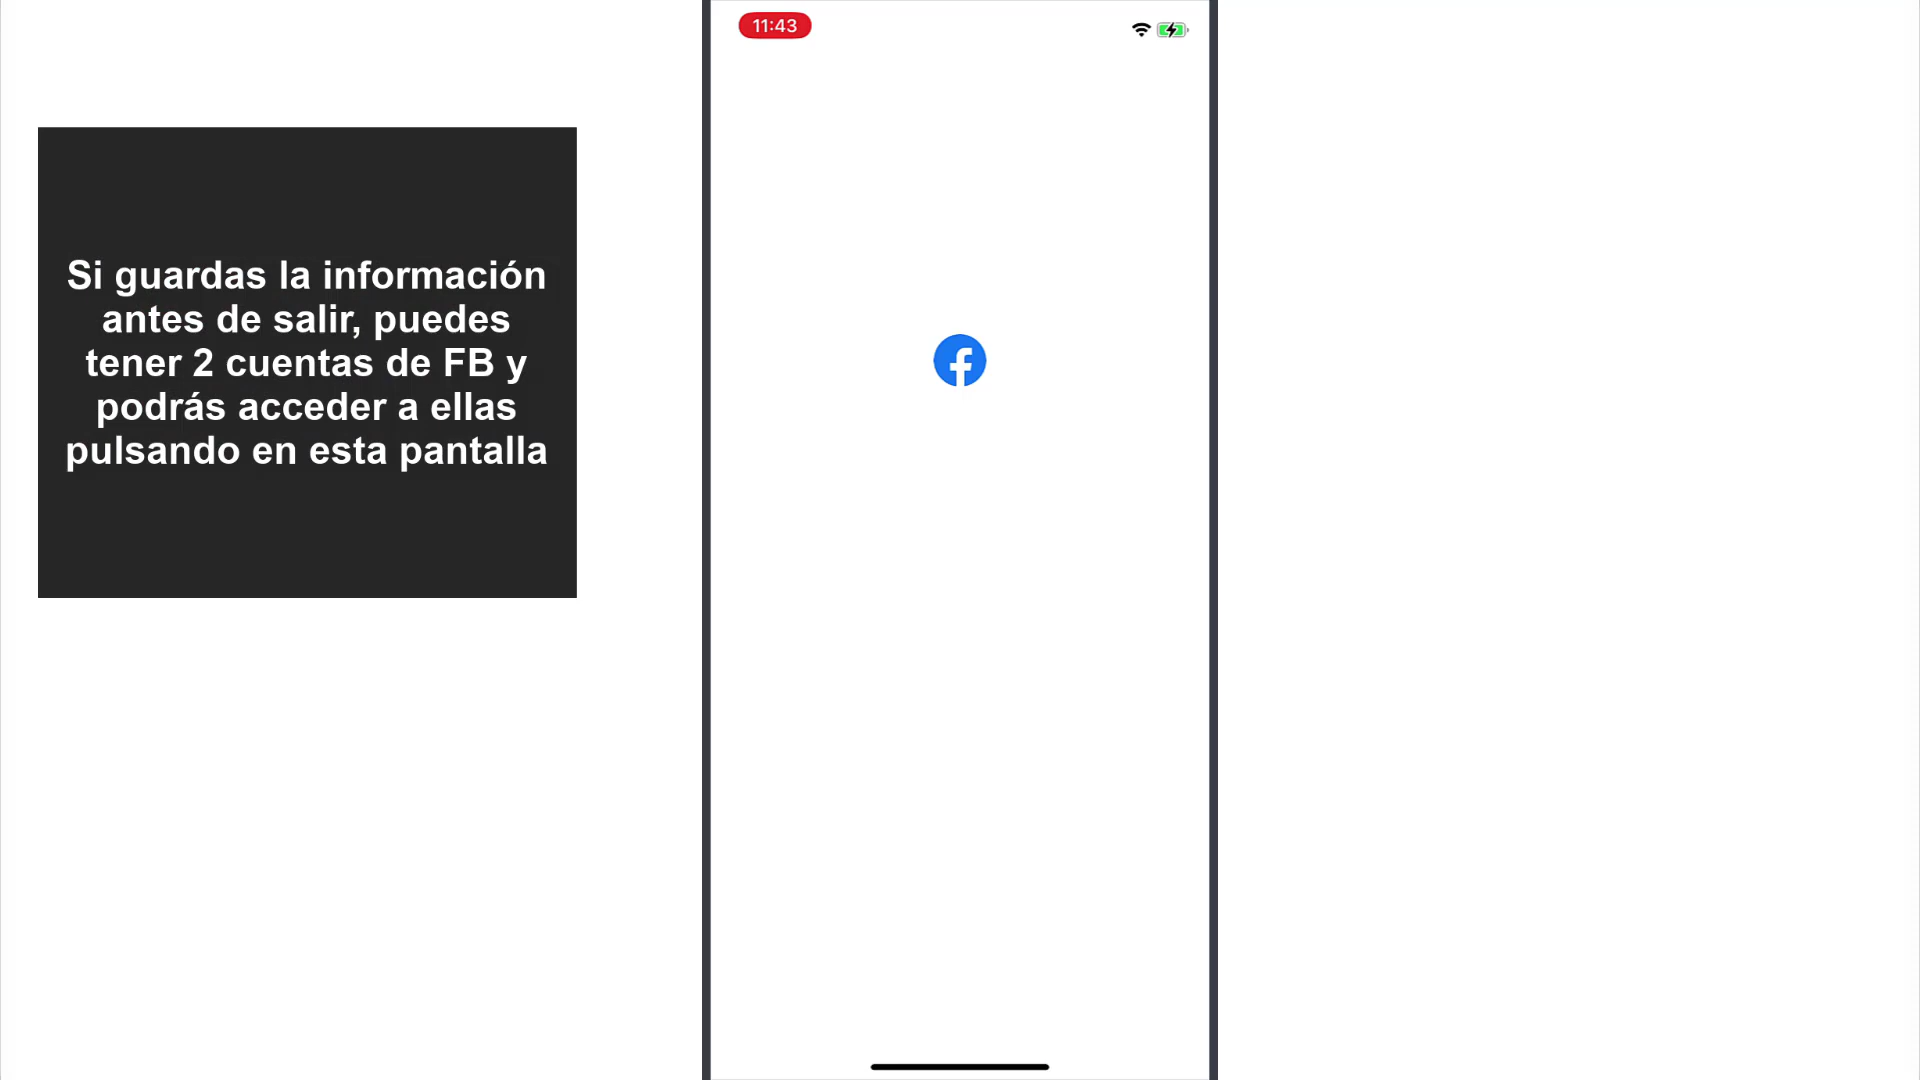 11:43
Si guardas la información
antes de salir, puedes
tener 2 cuentas de FB y
podrás acceder a ellas
pulsando en esta pantalla